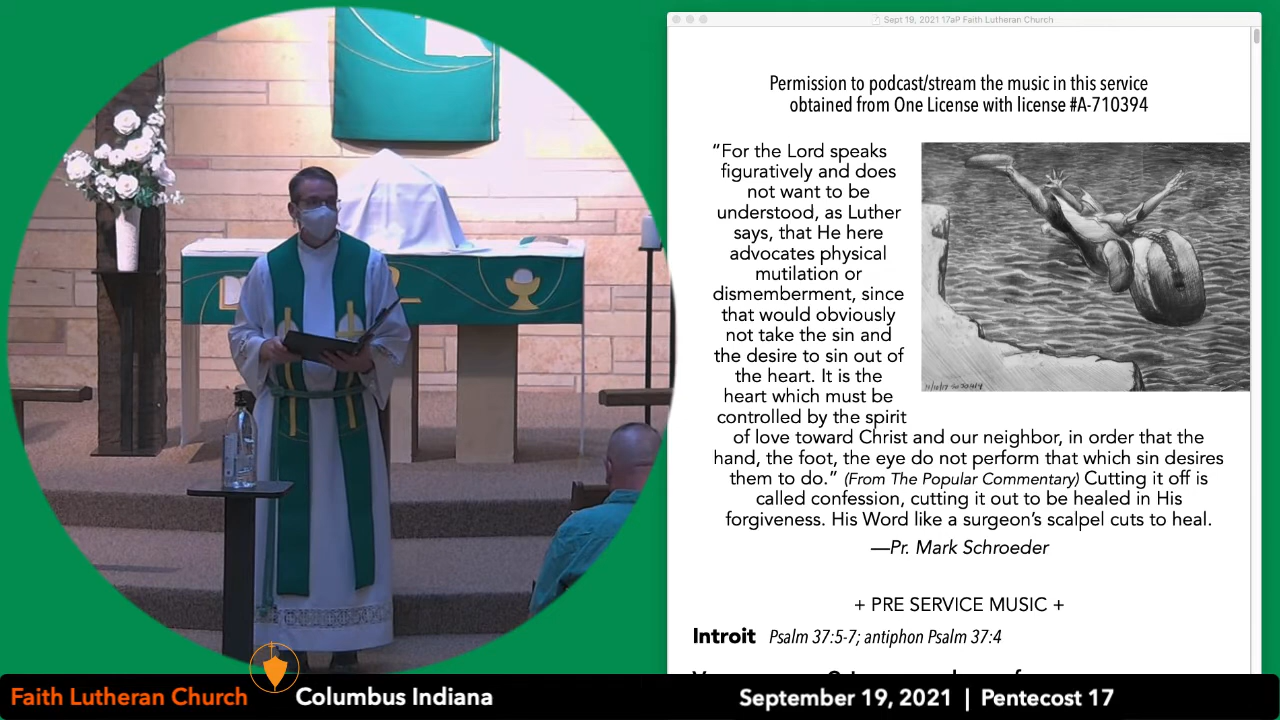 Sept 19, 2021 17aP Faith Lutheran Church
Permission to podcast/stream the music in this service
obtained from One License with license #A-710394
"For the Lord speaks
figuratively and does
not want to be
understood, as Luther
says, that He here
advocates physical
mutilation or
dismemberment, since
that would obviously
not take the sin and
the desire to sin out of
the heart. It is the
heart which must be
controlled by the spirit
of love toward Christ and our neighbor, in order that the
hand, the foot, the eye do not perform that which sin desires
them to do." (From The Popular Commentary) Cutting it off is
called confession, cutting it out to be healed in His
forgiveness. His Word like a surgeon's scalpel cuts to heal.
—Pr. Mark Schroeder
+ PRE SERVICE MUSIC +
Introit Psalm 37:5-7; antiphon Psalm 37:4
Faith Lutheran Church Columbus Indiana September 19, 2021 | Pentecost 17